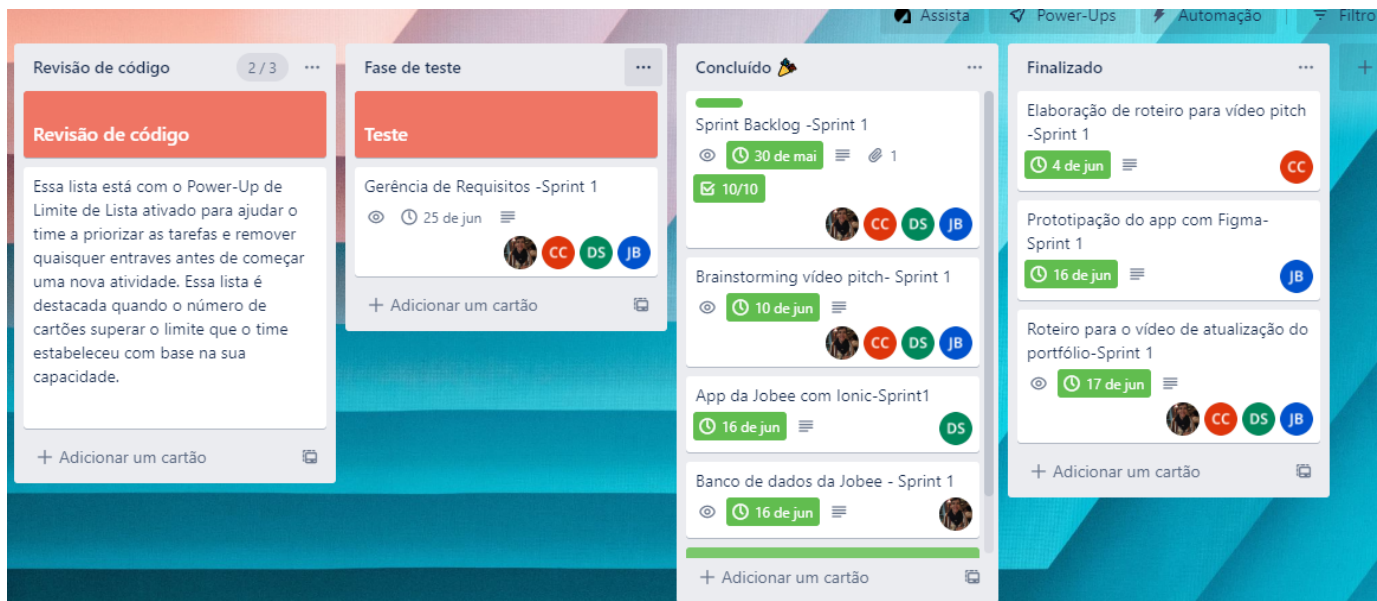 Assista
Power-Ups
Automação
Filtro
Revisão de código
2 / 3
Revisão de código
Essa lista está com o Power-Up de
Limite de Lista ativado para ajudar o
time a priorizar as tarefas e remover
quaisquer entraves antes de começar
uma nova atividade. Essa lista é
destacada quando o número de
cartões superar o limite que o time
estabeleceu com base na sua
capacidade.
+ Adicionar um cartão
Fase de teste
Teste
Gerência de Requisitos -Sprint 1
25 de jun
CC DS JB
+ Adicionar um cartão
Concluído
Sprint Backlog -Sprint 1
30 de mai 1
10/10
CC DS JB
Brainstorming vídeo pitch- Sprint 1
10 de jun
CC DS JB
App da Jobee com Ionic-Sprint1
16 de jun
DS
Banco de dados da Jobee - Sprint 1
16 de jun
+ Adicionar um cartão
Finalizado
Elaboração de roteiro para vídeo pitch
-Sprint 1
4 de jun
CC
Prototipação do app com Figma-
Sprint 1
16 de jun
JB
Roteiro para o vídeo de atualização do
portfólio-Sprint 1
17 de jun
CC DS JB
+ Adicionar um cartão